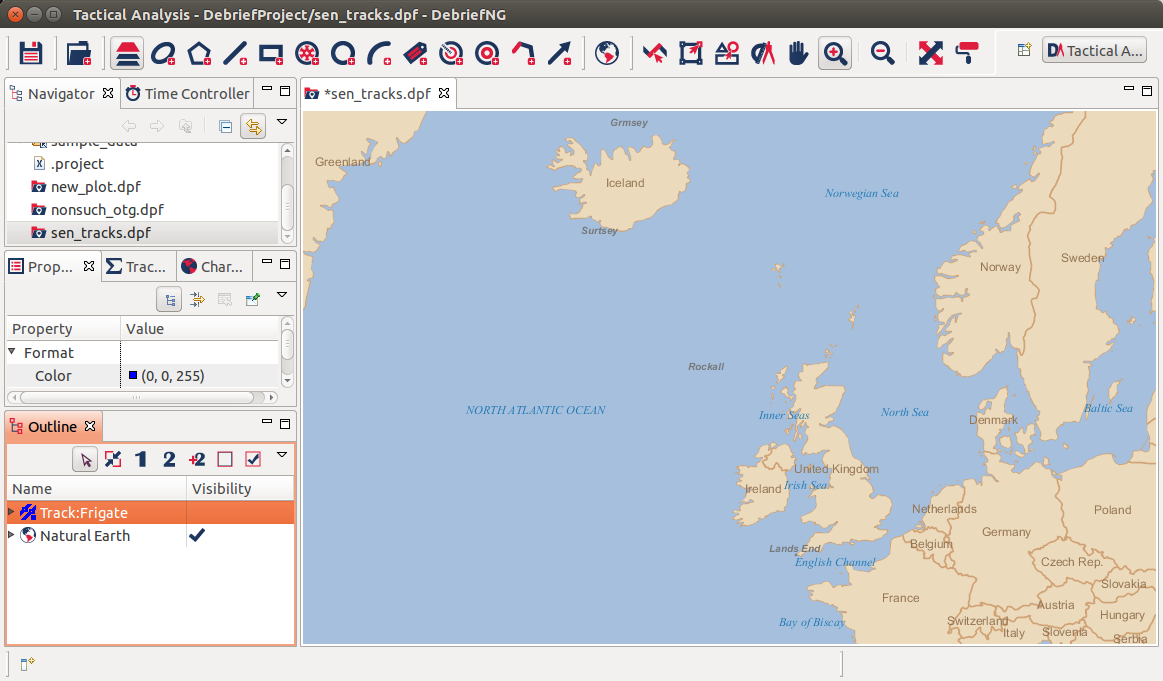 Tactical Analysis - DebriefProject/sen_tracks.dpf - DebriefNG
Tactical A...
Navigator
Time Controller
sample_data
.project
new_plot.dpf
nonsuch_otg.dpf
sen_tracks.dpf
Prop...
Trac...
Char...
Property Value
Format
Color (0, 0, 255)
Outline
1 2 +2
Name Visibility
Track:Frigate
Natural Earth
*sen_tracks.dpf
Grmsey
Greenland
Iceland
Norwegian Sea
Surtsey
Norway
Sweden
Rockall
NORTH ATLANTIC OCEAN
Inner Seas
North Sea
Baltic Sea
Denmark
United Kingdom
Ireland
Irish Sea
Netherlands
Poland
Germany
Belgium
Lands End
English Channel
Czech Rep.
Slovakia
France
Austria
Hungary
Bay of Biscay
Switzerland
Italy
Slovenia
Serbia